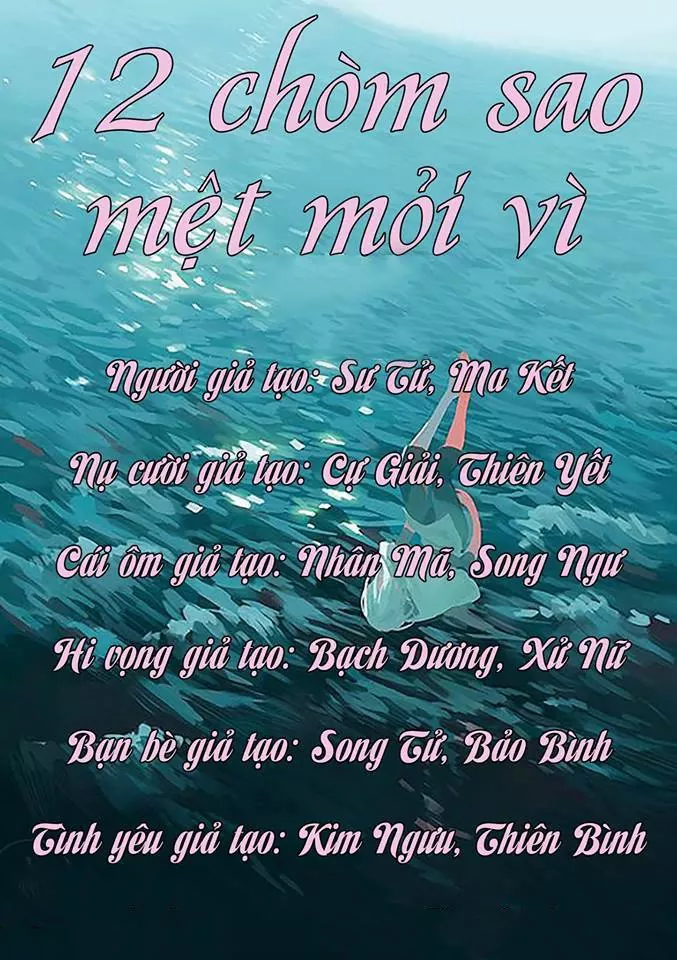 12 chòm sao
mệt mỏi vì
Người giả tạo: Sư Tử, Ma Kết
Nụ cười giả tạo: Cự Giải, Thiên Yết
Cái ôm giả tạo: Nhân Mã, Song Ngư
Hi vọng giả tạo: Bạch Dương, Xử Nữ
Bạn bè giả tạo: Song Tử, Bảo Bình
Tình yêu giả tạo: Kim Ngưu, Thiên Bình